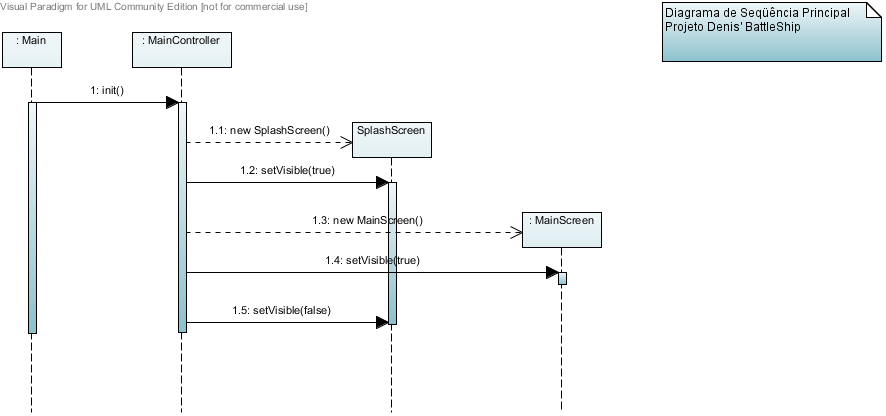 Visual Paradigm for UML Community Edition [not for commercial use]
Diagrama de Seqüência Principal
Projeto Denis' BattleShip
: Main
: MainController
1: init()
1.1: new SplashScreen()
SplashScreen
1.2: setVisible(true)
1.3: new MainScreen()
: MainScreen
1.4: setVisible(true)
1.5: setVisible(false)